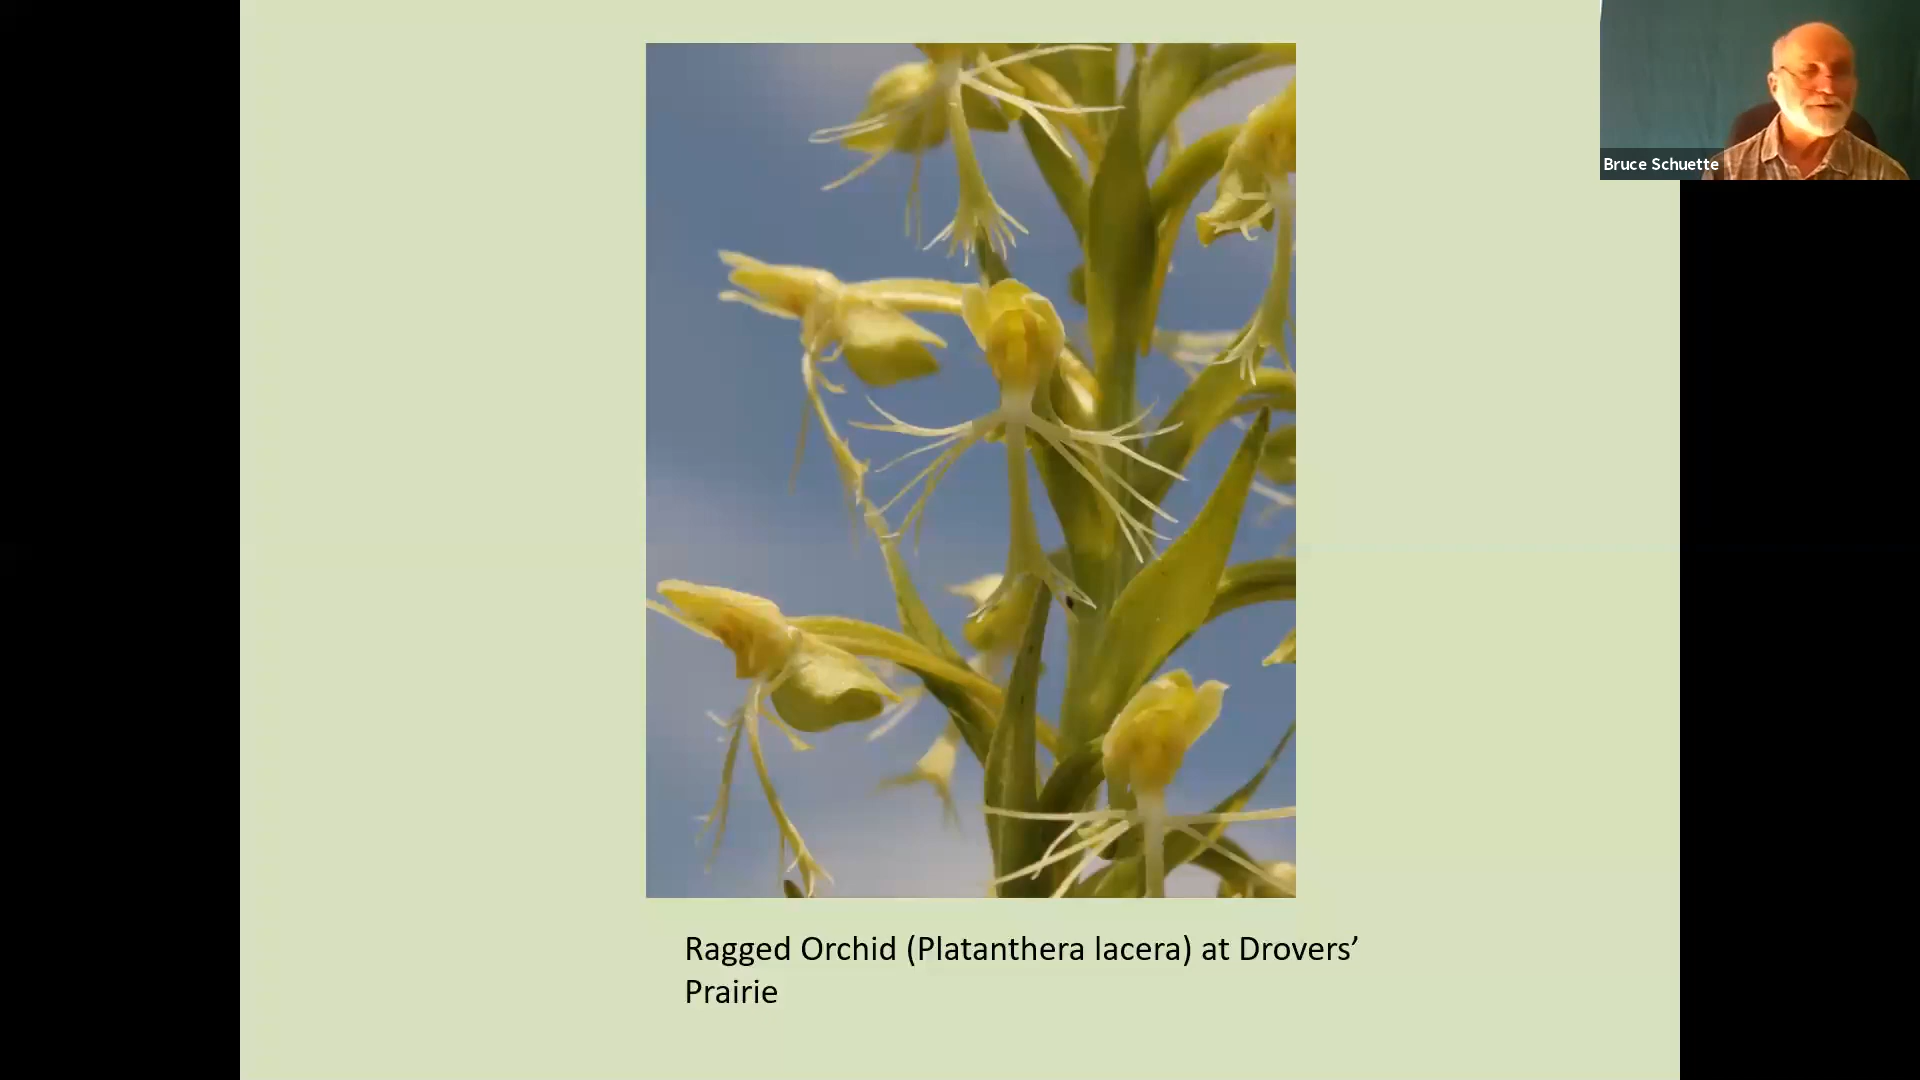 Bruce Schuette
Ragged Orchid (Platanthera lacera) at Drovers’
Prairie